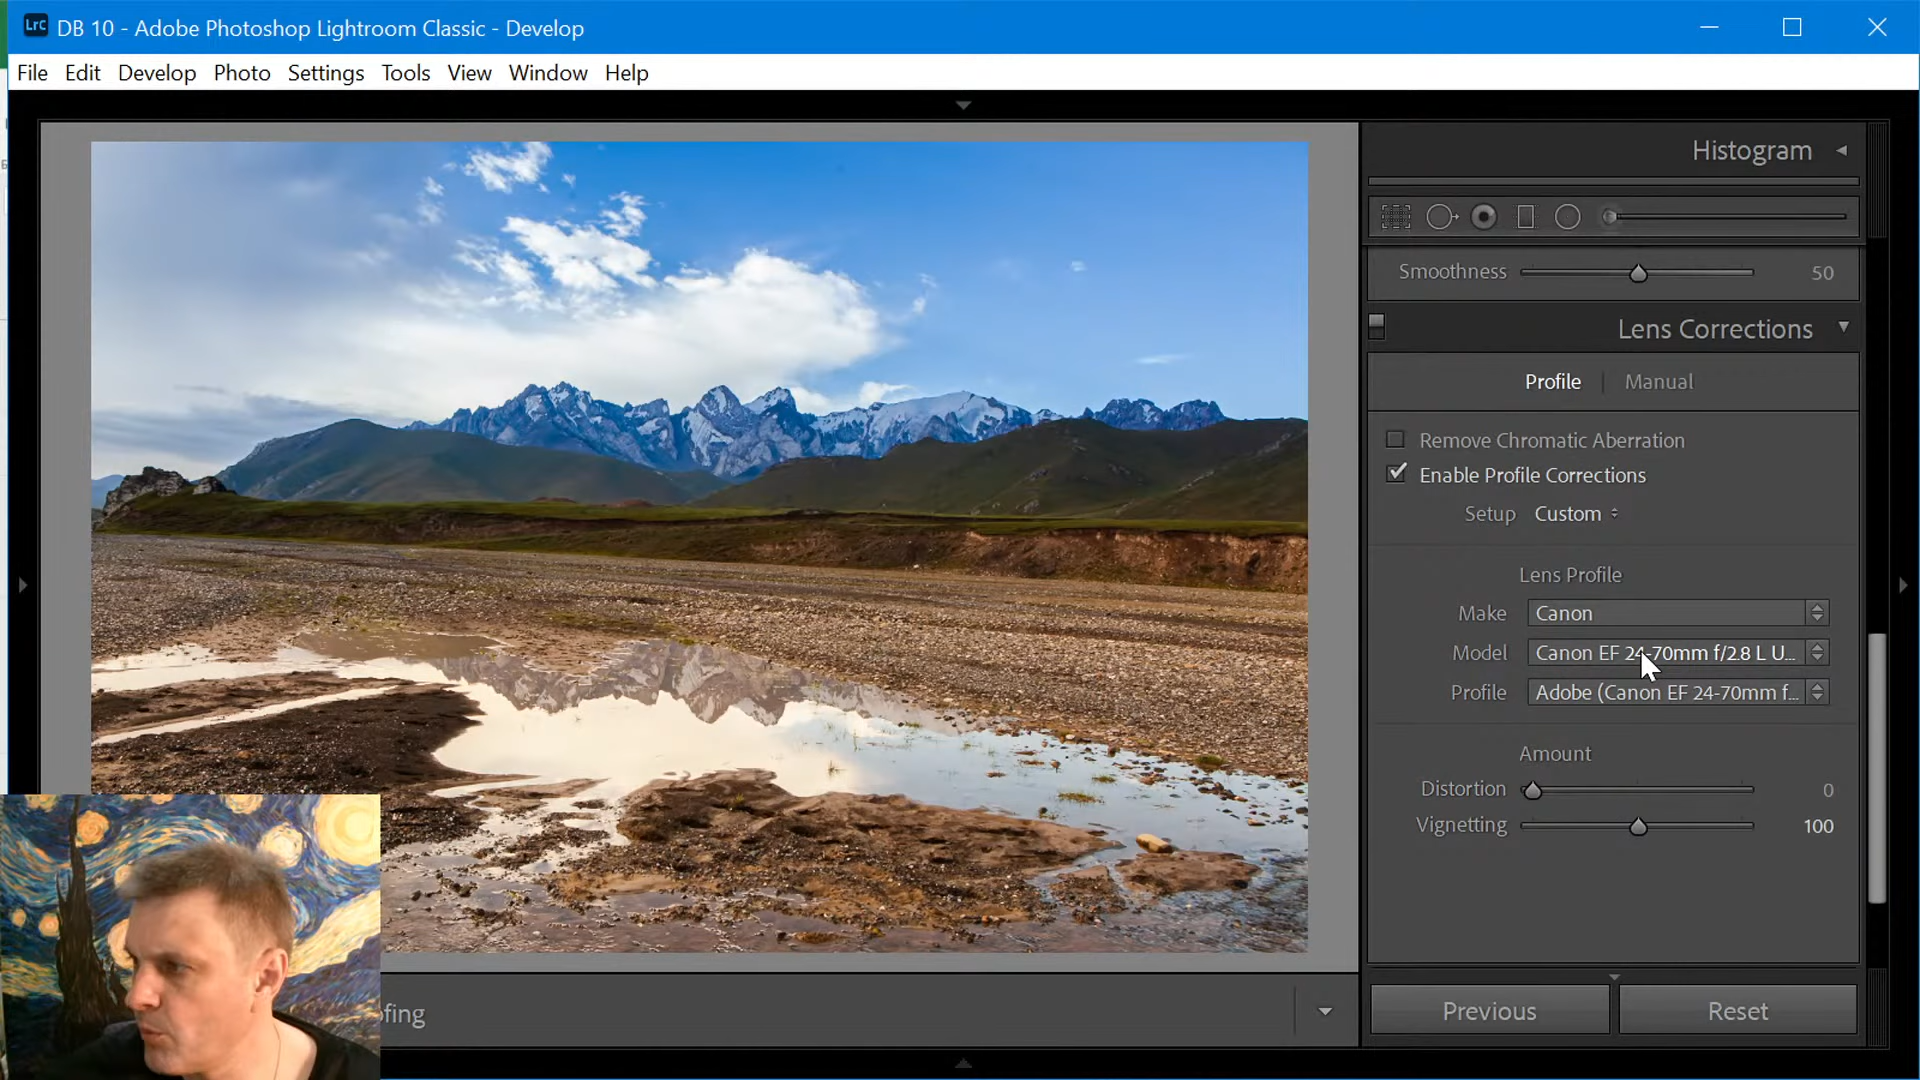 Lrc DB 10 - Adobe Photoshop Lightroom Classic - Develop
File Edit Develop Photo Settings Tools View Window Help
Histogram
Smoothness 50
Lens Corrections
Profile Manual
Remove Chromatic Aberration
Enable Profile Corrections
Setup Custom
Lens Profile
Make Canon
Model Canon EF 24-70mm f/2.8 L U...
Profile Adobe (Canon EF 24-70mm f...
Amount
Distortion 0
Vignetting 100
fing
Previous Reset